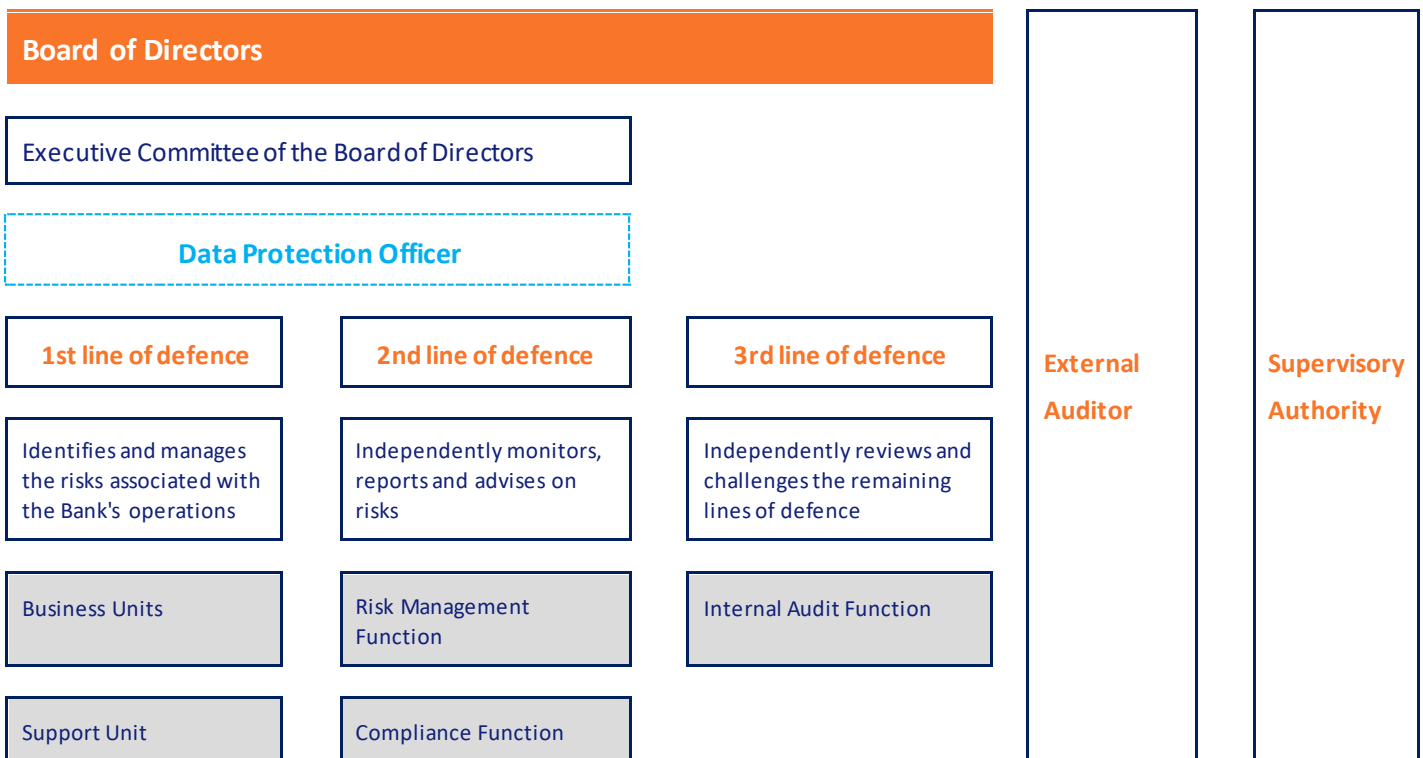 Board of Directors
Executive Committee of the Board of Directors
Data Protection Officer
1st line of defence
2nd line of defence
3rd line of defence
Identifies and manages
the risks associated with
the Bank's operations
Independently monitors,
reports and advises on
risks
Independently reviews and
challenges the remaining
lines of defence
Business Units
Risk Management
Function
Internal Audit Function
Support Unit
Compliance Function
External
Auditor
Supervisory
Authority